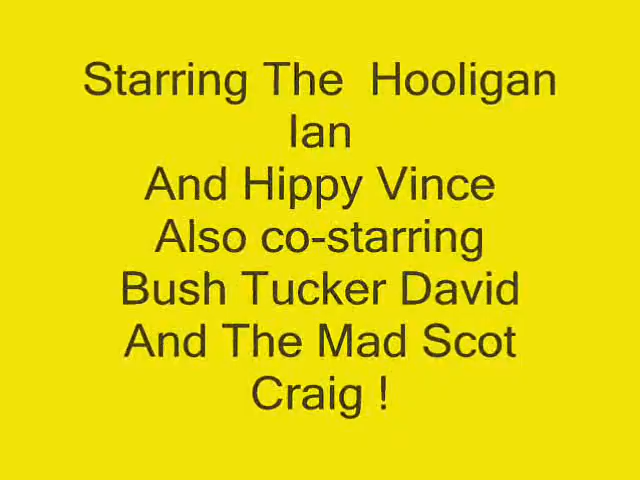 Starring The  Hooligan
Ian
And Hippy Vince
Also co-starring
Bush Tucker David
And The Mad Scot
Craig !